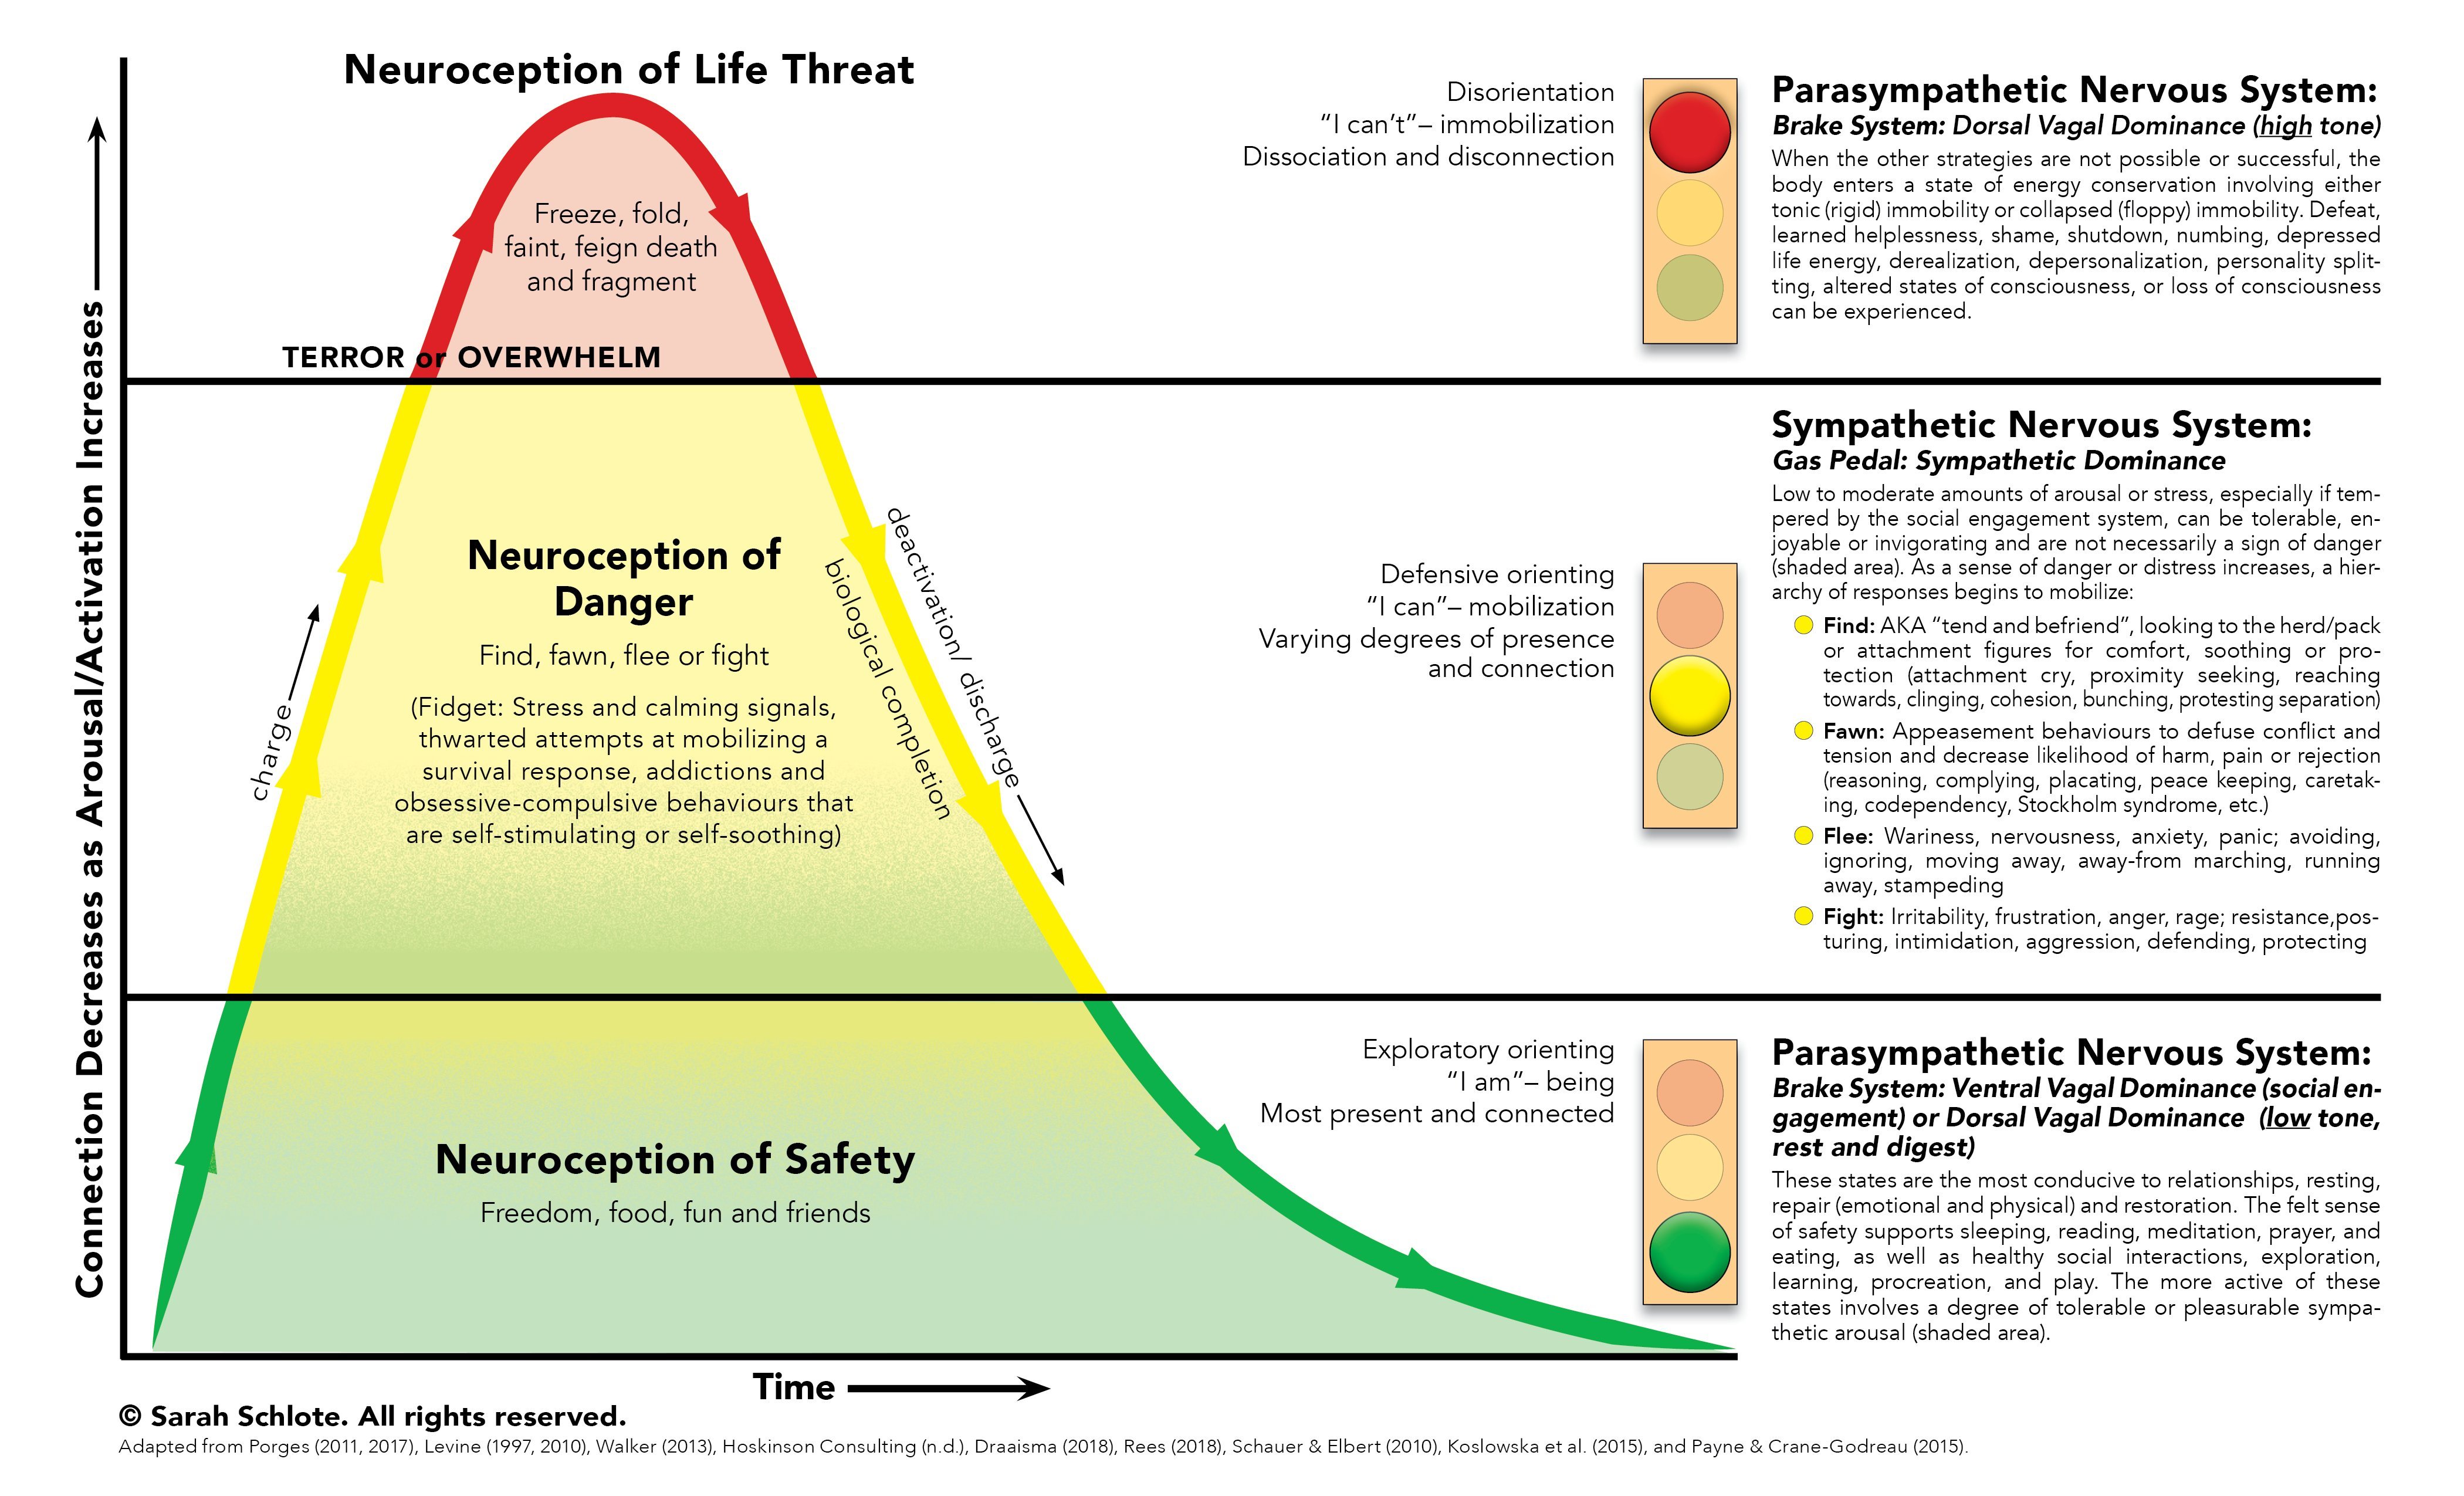 Neuroception of Life Threat
Freeze, fold,
faint, feign death
and fragment
TERROR or OVERWHELM
Connection Decreases as Arousal/Activation Increases
Neuroception of
Danger
Find, fawn, flee or fight
(Fidget: Stress and calming signals,
thwarted attempts at mobilizing a
survival response, addictions and
obsessive-compulsive behaviours that
are self-stimulating or self-soothing)
charge
deactivation/ discharge
biological completion
Neuroception of Safety
Freedom, food, fun and friends
Time
Disorientation
“I can’t”– immobilization
Dissociation and disconnection
Parasympathetic Nervous System:
Brake System: Dorsal Vagal Dominance (high tone)
When the other strategies are not possible or successful, the
body enters a state of energy conservation involving either
tonic (rigid) immobility or collapsed (floppy) immobility. Defeat,
learned helplessness, shame, shutdown, numbing, depressed
life energy, derealization, depersonalization, personality split-
ting, altered states of consciousness, or loss of consciousness
can be experienced.
Defensive orienting
“I can”– mobilization
Varying degrees of presence
and connection
Sympathetic Nervous System:
Gas Pedal: Sympathetic Dominance
Low to moderate amounts of arousal or stress, especially if tem-
pered by the social engagement system, can be tolerable, en-
joyable or invigorating and are not necessarily a sign of danger
(shaded area). As a sense of danger or distress increases, a hier-
archy of responses begins to mobilize:
Find: AKA “tend and befriend”, looking to the herd/pack
or attachment figures for comfort, soothing or pro-
tection (attachment cry, proximity seeking, reaching
towards, clinging, cohesion, bunching, protesting separation)
Fawn: Appeasement behaviours to defuse conflict and
tension and decrease likelihood of harm, pain or rejection
(reasoning, complying, placating, peace keeping, caretak-
ing, codependency, Stockholm syndrome, etc.)
Flee: Wariness, nervousness, anxiety, panic; avoiding,
ignoring, moving away, away-from marching, running
away, stampeding
Fight: Irritability, frustration, anger, rage; resistance,pos-
turing, intimidation, aggression, defending, protecting
Exploratory orienting
“I am”– being
Most present and connected
Parasympathetic Nervous System:
Brake System: Ventral Vagal Dominance (social en-
gagement) or Dorsal Vagal Dominance (low tone,
rest and digest)
These states are the most conducive to relationships, resting,
repair (emotional and physical) and restoration. The felt sense
of safety supports sleeping, reading, meditation, prayer, and
eating, as well as healthy social interactions, exploration,
learning, procreation, and play. The more active of these
states involves a degree of tolerable or pleasurable sympa-
thetic arousal (shaded area).
© Sarah Schlote. All rights reserved.
Adapted from Porges (2011, 2017), Levine (1997, 2010), Walker (2013), Hoskinson Consulting (n.d.), Draaisma (2018), Rees (2018), Schauer & Elbert (2010), Koslowska et al. (2015), and Payne & Crane-Godreau (2015).